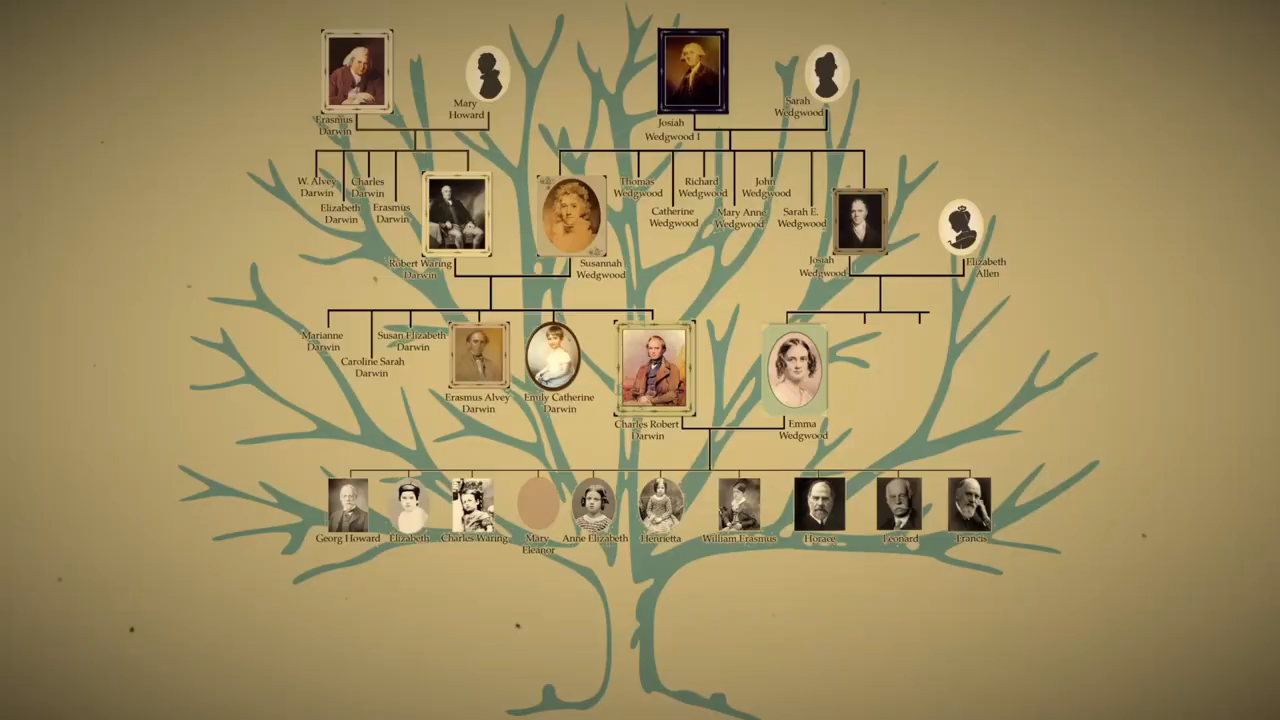 Erasmus
Darwin
Mary
Howard
Josiah
Wedgwood I
Sarah
Wedgwood
W. Alvey
Darwin
Elizabeth
Darwin
Charles
Darwin
Erasmus
Darwin
Robert Waring
Darwin
Susannah
Wedgwood
Thomas
Wedgwood
Catherine
Wedgwood
Richard
Wedgwood
Mary Anne
Wedgwood
John
Wedgwood
Sarah E.
Wedgwood
Josiah
Wedgwood
Elizabeth
Allen
Marianne
Darwin
Caroline Sarah
Darwin
Susan Elizabeth
Darwin
Erasmus Alvey
Darwin
Emily Catherine
Darwin
Charles Robert
Darwin
Emma
Wedgwood
Georg Howard
Elizabeth
Charles Waring
Mary
Eleanor
Anne Elizabeth
Henrietta
William Erasmus
Horace
Leonard
Francis